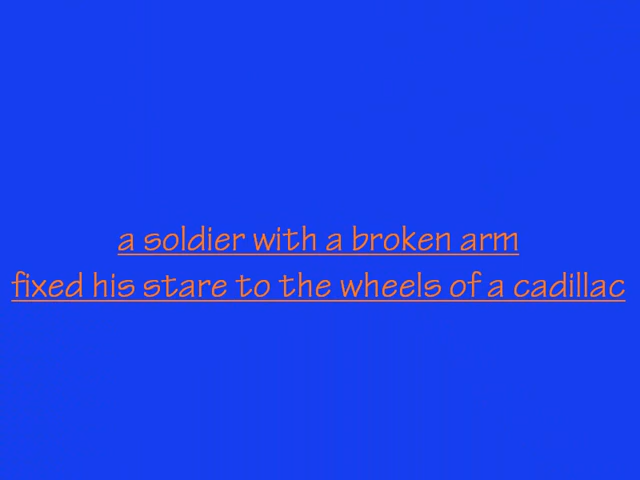 a soldier with a broken arm
fixed his stare to the wheels of a cadillac